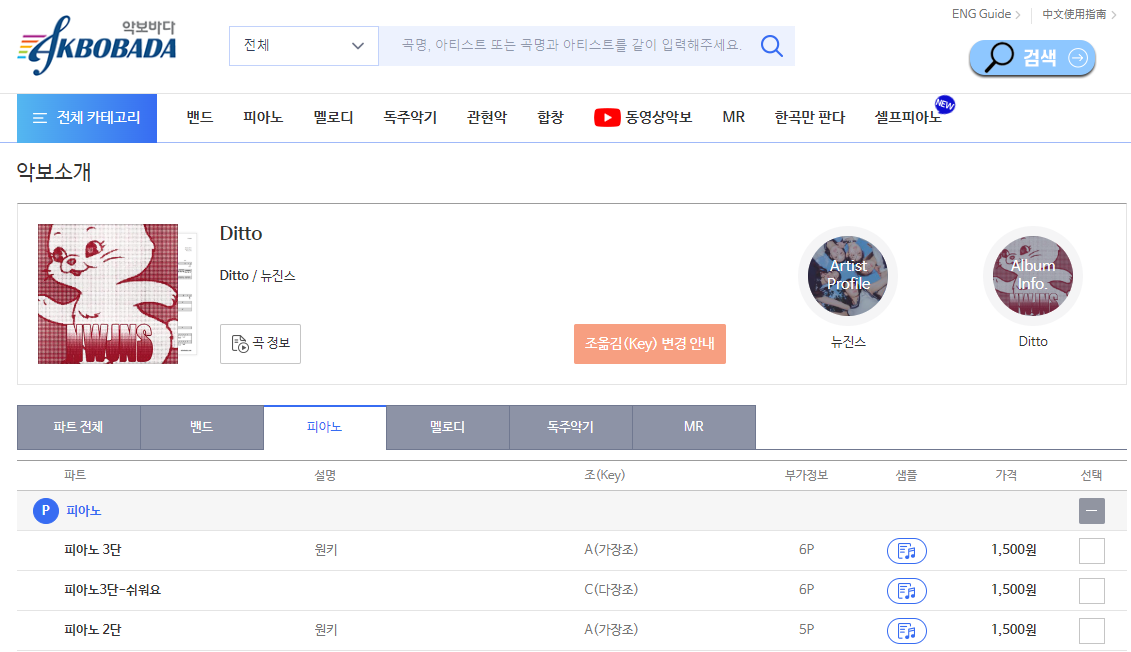 악보바다
AKBOBADA
전체
곡명, 아티스트 또는 곡명과 아티스트를 같이 입력해주세요.
ENG Guide
中文使用指南
검색
전체 카테고리
밴드
피아노
멜로디
독주악기
관현악
합창
동영상악보
MR
한곡만 판다
셀프피아노
NEW
악보소개
NWJNS
Ditto
Ditto / 뉴진스
곡 정보
조옮김(Key) 변경 안내
Artist
Profile
뉴진스
Album
Info.
NWJNS
Ditto
파트 전체
밴드
피아노
멜로디
독주악기
MR
파트 설명 조(Key) 부가정보 샘플 가격 선택
P 피아노
피아노 3단 원키 A(가장조) 6P 1,500원
피아노3단-쉬워요 C(다장조) 6P 1,500원
피아노 2단 원키 A(가장조) 5P 1,500원